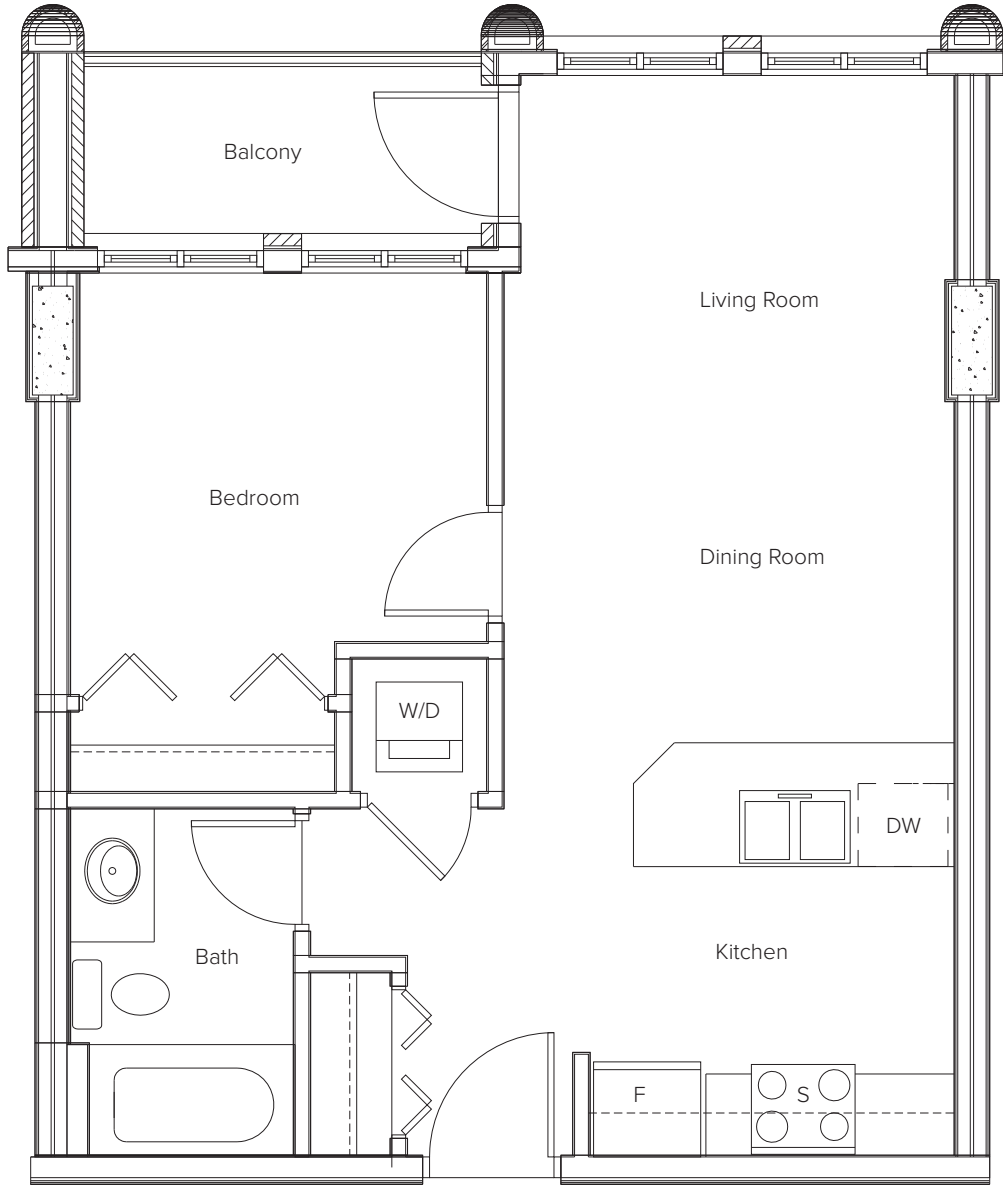 Balcony
Living Room
Bedroom
Dining Room
W/D
DW
Kitchen
Bath
F
S